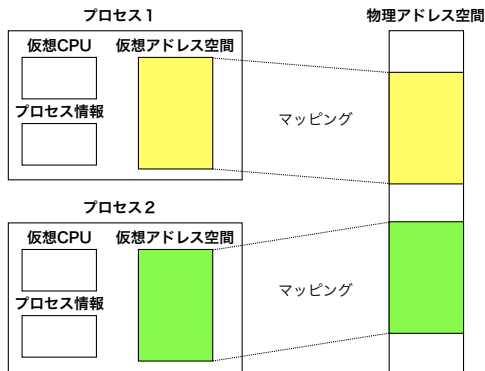 プロセス1
物理アドレス空間
仮想CPU
仮想アドレス空間
プロセス情報
マッピング
プロセス2
仮想CPU
仮想アドレス空間
プロセス情報
マッピング